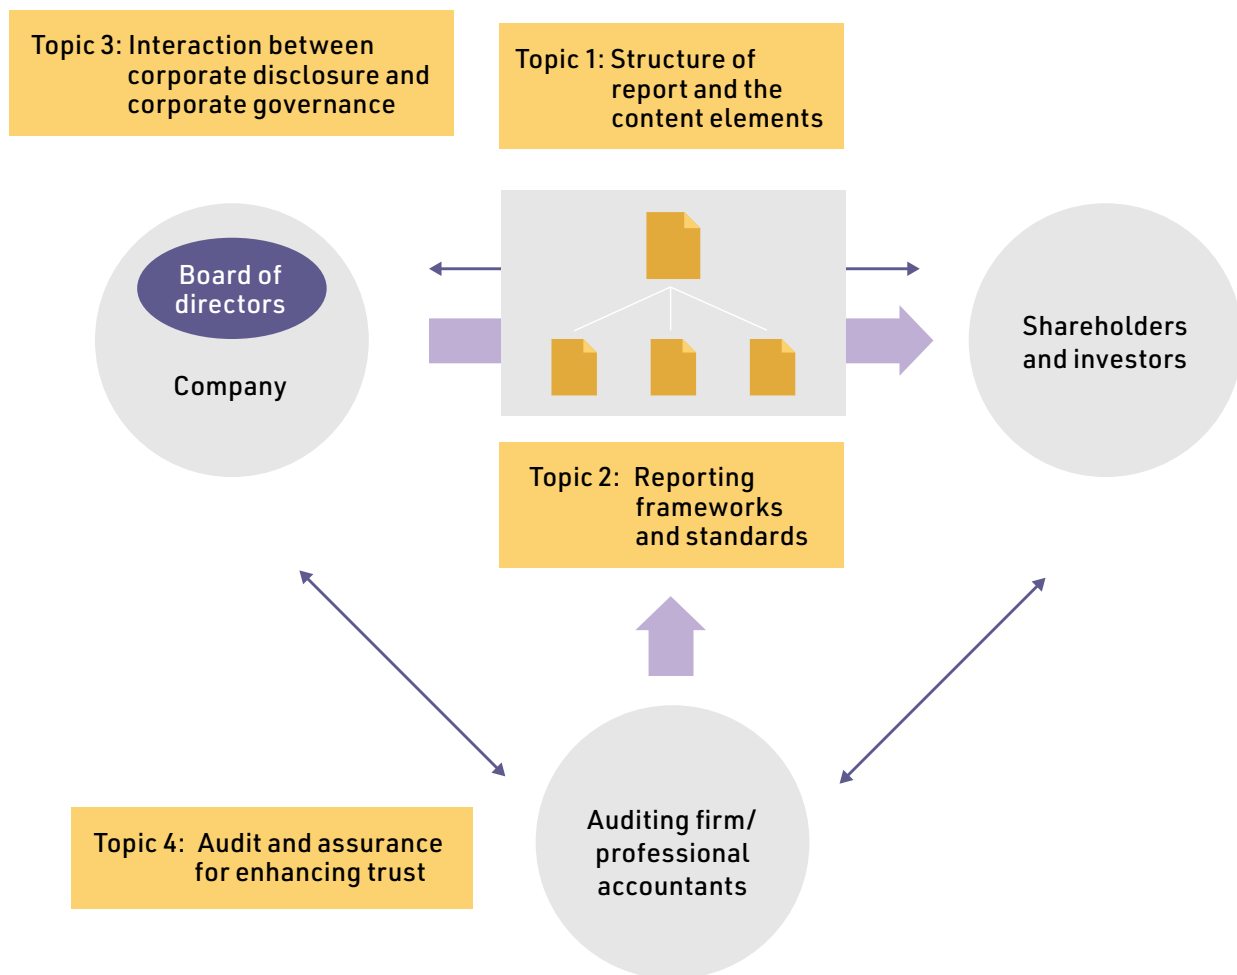 Topic 3: Interaction between
corporate disclosure and
corporate governance
Topic 1: Structure of
report and the
content elements
Board of
directors
Company
Shareholders
and investors
Topic 2: Reporting
frameworks
and standards
Topic 4: Audit and assurance
for enhancing trust
Auditing firm/
professional
accountants